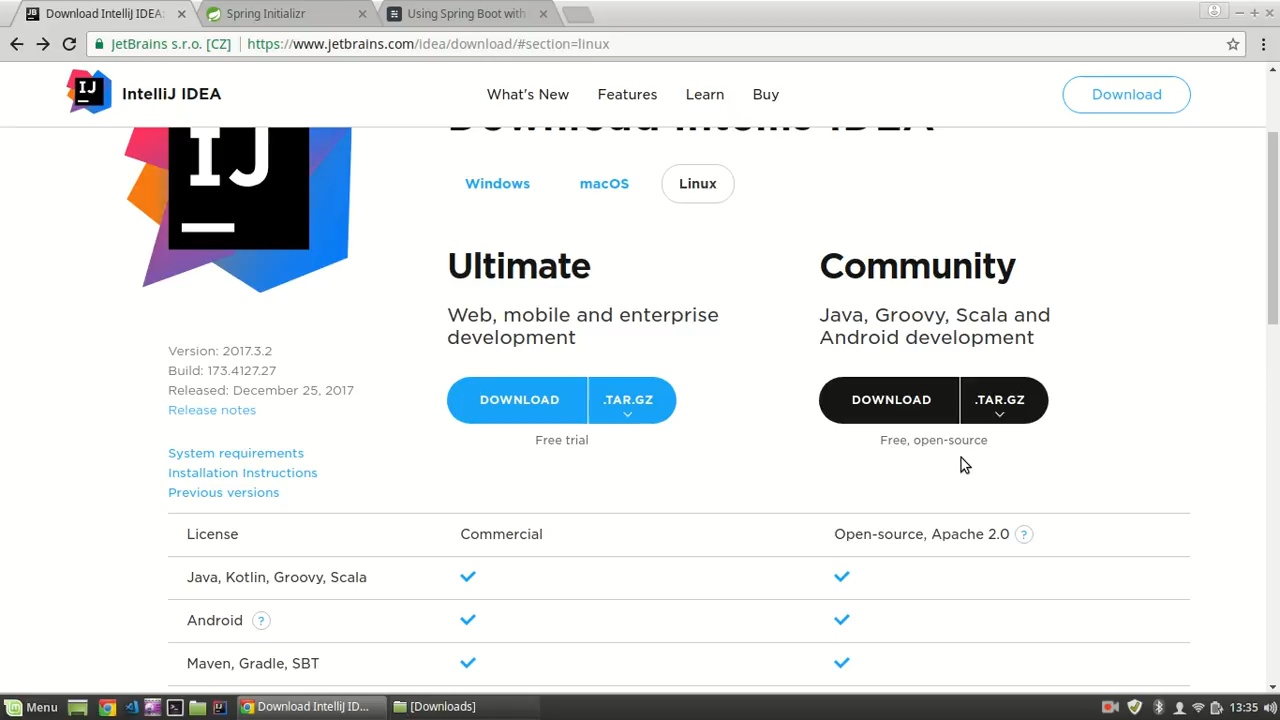 Download IntelliJ IDEA:
Spring Initializr
Using Spring Boot with
JetBrains s.r.o. [CZ]
https://www.jetbrains.com/idea/download/#section=linux
IJ
IntelliJ IDEA
What's New
Features
Learn
Buy
Download
Download IntelliJ IDEA
IJ
Windows
macOS
Linux
Ultimate
Community
Web, mobile and enterprise
development
Java, Groovy, Scala and
Android development
Version: 2017.3.2
Build: 173.4127.27
Released: December 25, 2017
Release notes
DOWNLOAD
.TAR.GZ
DOWNLOAD
.TAR.GZ
Free trial
Free, open-source
System requirements
Installation Instructions
Previous versions
License
Commercial
Open-source, Apache 2.0
?
Java, Kotlin, Groovy, Scala
Android
?
Maven, Gradle, SBT
Menu
Download IntelliJ ID...
[Downloads]
13:35